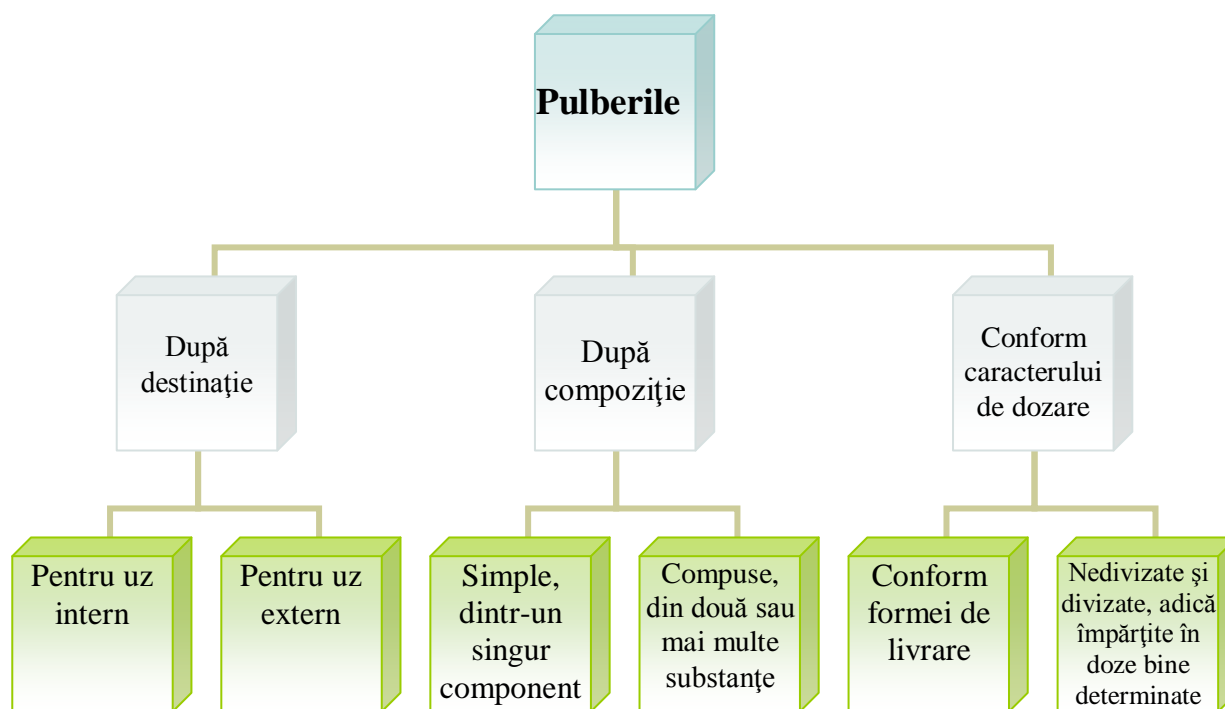 Pulberile
După
destinaţie
După
compoziţie
Conform
caracterului
de dozare
Pentru uz
intern
Pentru uz
extern
Simple,
dintr-un
singur
component
Compuse,
din două sau
mai multe
substanţe
Conform
formei de
livrare
Nedivizate şi
divizate, adică
împărţite în
doze bine
determinate